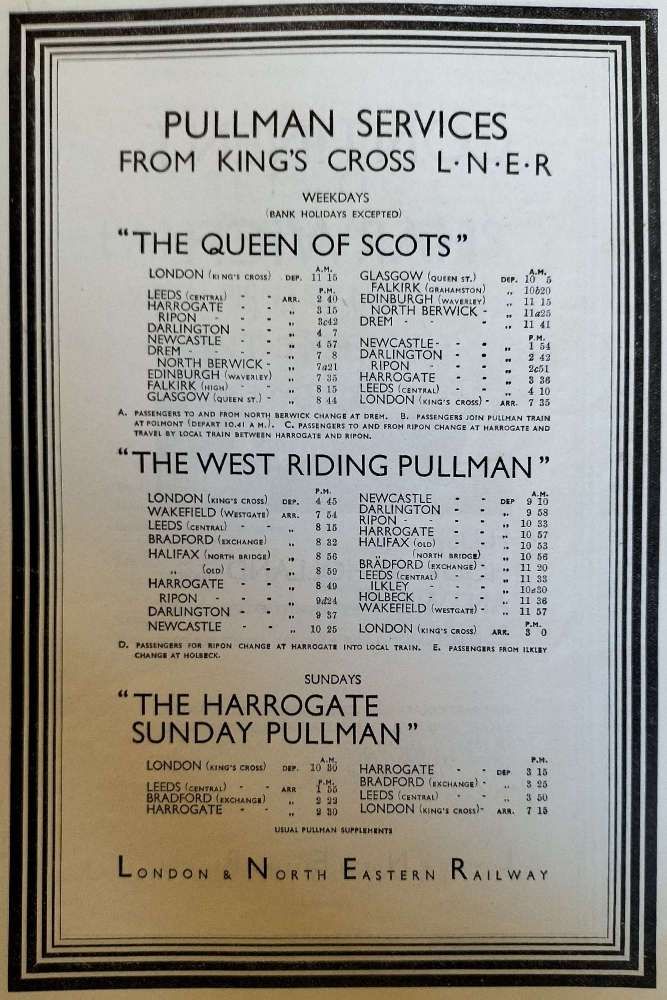 PULLMAN SERVICES
FROM KING'S CROSS L·N·E·R
WEEKDAYS
(BANK HOLIDAYS EXCEPTED)
"THE QUEEN OF SCOTS"
A.M.
LONDON (KING'S CROSS) DEP. 11 15
P.M.
LEEDS (CENTRAL) - - ARR. 2 40
HARROGATE - - „ 3 15
RIPON - - „ 3c42
DARLINGTON - - „ 4 7
NEWCASTLE - - „ 4 57
DREM - - - „ 7 8
NORTH BERWICK - „ 7a21
EDINBURGH (WAVERLEY) „ 7 35
FALKIRK (HIGH) - „ 8 15
GLASGOW (QUEEN ST.) - „ 8 44
A.M.
GLASGOW (QUEEN ST.) DEP. 10 5
FALKIRK (GRAHAMSTON) „ 10b20
EDINBURGH (WAVERLEY) „ 11 15
NORTH BERWICK - „ 11a25
DREM - - - „ 11 41
P.M.
NEWCASTLE - - - „ 1 54
DARLINGTON - - „ 2 42
RIPON - - „ 2c51
HARROGATE - - „ 3 36
LEEDS (CENTRAL) - „ 4 10
LONDON (KING'S CROSS) - ARR. 7 35
A. PASSENGERS TO AND FROM NORTH BERWICK CHANGE AT DREM. B. PASSENGERS JOIN PULLMAN TRAIN
AT POLMONT (DEPART 10.41 A M.). C. PASSENGERS TO AND FROM RIPON CHANGE AT HARROGATE AND
TRAVEL BY LOCAL TRAIN BETWEEN HARROGATE AND RIPON.
"THE WEST RIDING PULLMAN"
P.M.
LONDON (KING'S CROSS) DEP. 4 45
WAKEFIELD (WESTGATE) ARR. 7 54
LEEDS (CENTRAL) - - „ 8 15
BRADFORD (EXCHANGE) „ 8 32
HALIFAX (NORTH BRIDGE) „ 8 56
„ (OLD) - - „ 8 59
HARROGATE - - „ 8 49
RIPON - - „ 9d24
DARLINGTON - - „ 9 37
NEWCASTLE - - „ 10 25
A.M.
NEWCASTLE - - DEP 9 10
DARLINGTON - - „ 9 58
RIPON - - - „ 10 33
HARROGATE - - „ 10 57
HALIFAX (OLD) - - „ 10 53
„ (NORTH BRIDGE) „ 10 56
BRADFORD (EXCHANGE) - „ 11 20
LEEDS (CENTRAL) - „ 11 33
ILKLEY - - „ 10e30
HOLBECK - - „ 11 36
WAKEFIELD (WESTGATE) - „ 11 57
P.M.
LONDON (KING'S CROSS) ARR. 3 0
D. PASSENGERS FOR RIPON CHANGE AT HARROGATE INTO LOCAL TRAIN. E. PASSENGERS FROM ILKLEY
CHANGE AT HOLBECK.
SUNDAYS
"THE HARROGATE
SUNDAY PULLMAN"
A.M.
LONDON (KING'S CROSS) DEP. 10 30
P.M.
LEEDS (CENTRAL) - - ARR 1 55
BRADFORD (EXCHANGE) „ 2 22
HARROGATE - - „ 2 30
P.M.
HARROGATE - - DEP 3 15
BRADFORD (EXCHANGE) - „ 3 25
LEEDS (CENTRAL) - „ 3 50
LONDON (KING'S CROSS) - ARR. 7 15
USUAL PULLMAN SUPPLEMENTS
LONDON & NORTH EASTERN RAILWAY